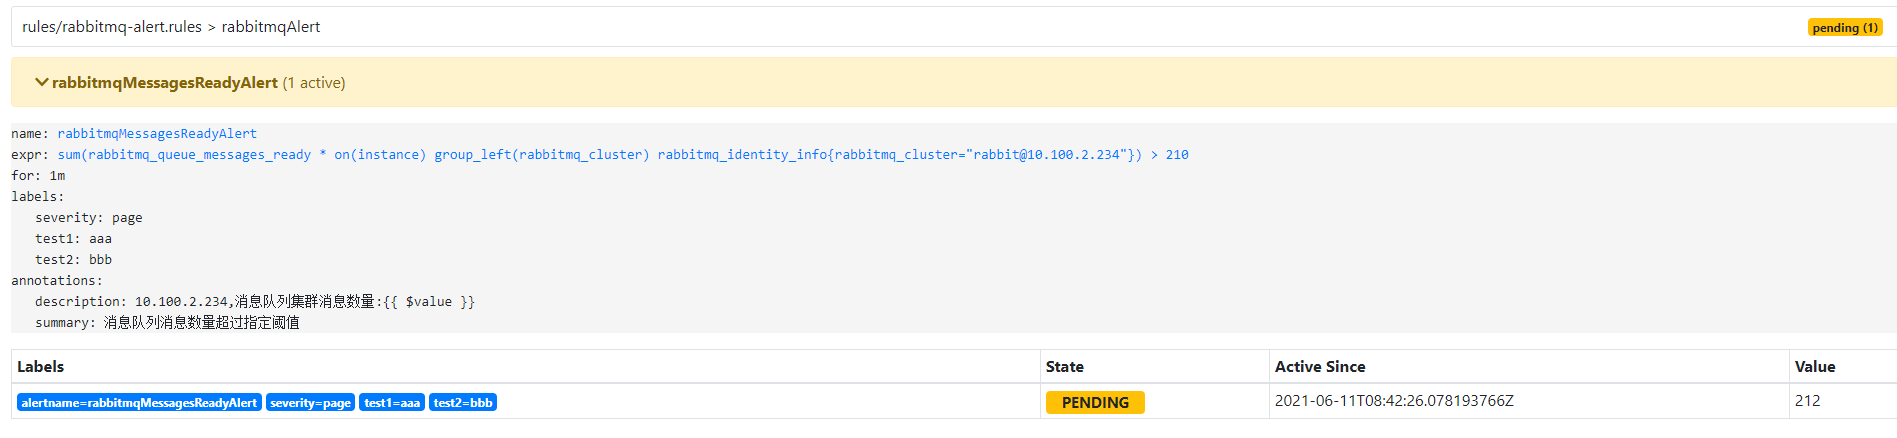 rules/rabbitmq-alert.rules > rabbitmqAlert pending (1)
rabbitmqMessagesReadyAlert (1 active)
name: rabbitmqMessagesReadyAlert
expr: sum(rabbitmq_queue_messages_ready * on(instance) group_left(rabbitmq_cluster) rabbitmq_identity_info{rabbitmq_cluster="rabbit@10.100.2.234"}) > 210
for: 1m
labels:
severity: page
test1: aaa
test2: bbb
annotations:
description: 10.100.2.234,消息队列集群消息数量:{{ $value }}
summary: 消息队列消息数量超过指定阈值
Labels State Active Since Value
alertname=rabbitmqMessagesReadyAlert severity=page test1=aaa test2=bbb PENDING 2021-06-11T08:42:26.078193766Z 212